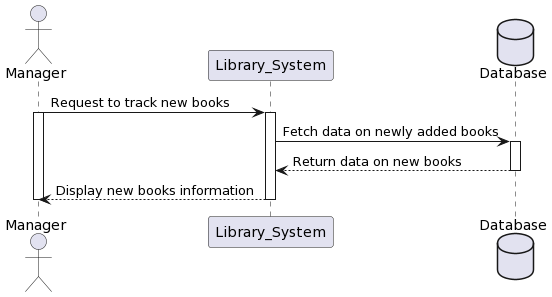 Manager
Library_System
Database
Request to track new books
Fetch data on newly added books
Return data on new books
Display new books information
Manager
Library_System
Database